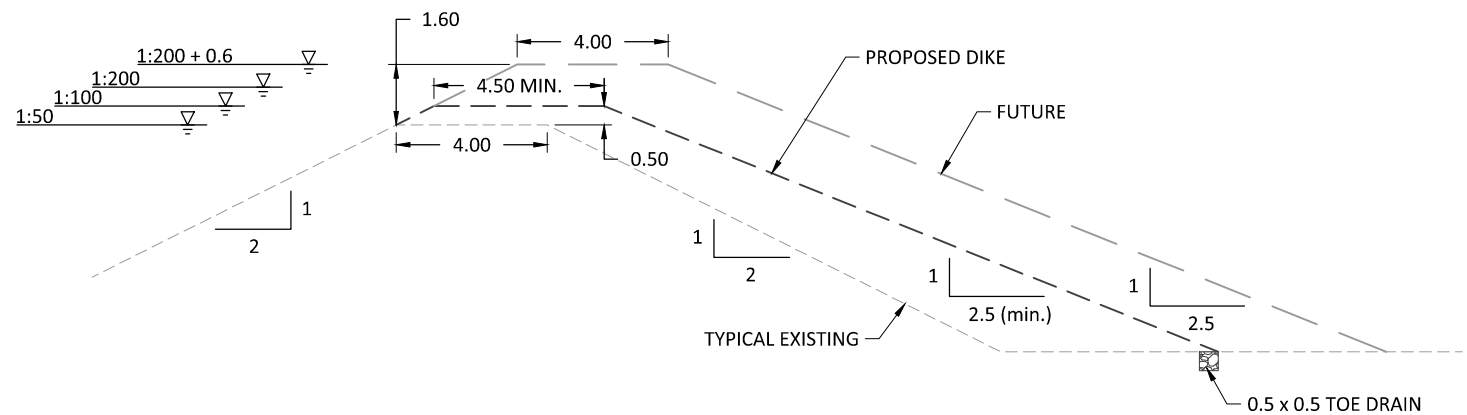 1.60
4.00
1:200 + 0.6
1:200
1:100
1:50
4.50 MIN.
PROPOSED DIKE
FUTURE
4.00
0.50
1
2
1
2
1
2.5 (min.)
1
2.5
TYPICAL EXISTING
0.5 x 0.5 TOE DRAIN